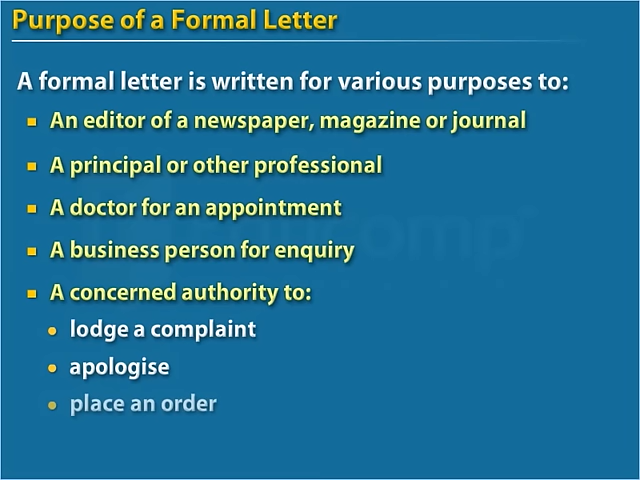 Purpose of a Formal Letter
A formal letter is written for various purposes to:
An editor of a newspaper, magazine or journal
A principal or other professional
A doctor for an appointment
A business person for enquiry
A concerned authority to:
lodge a complaint
apologise
place an order